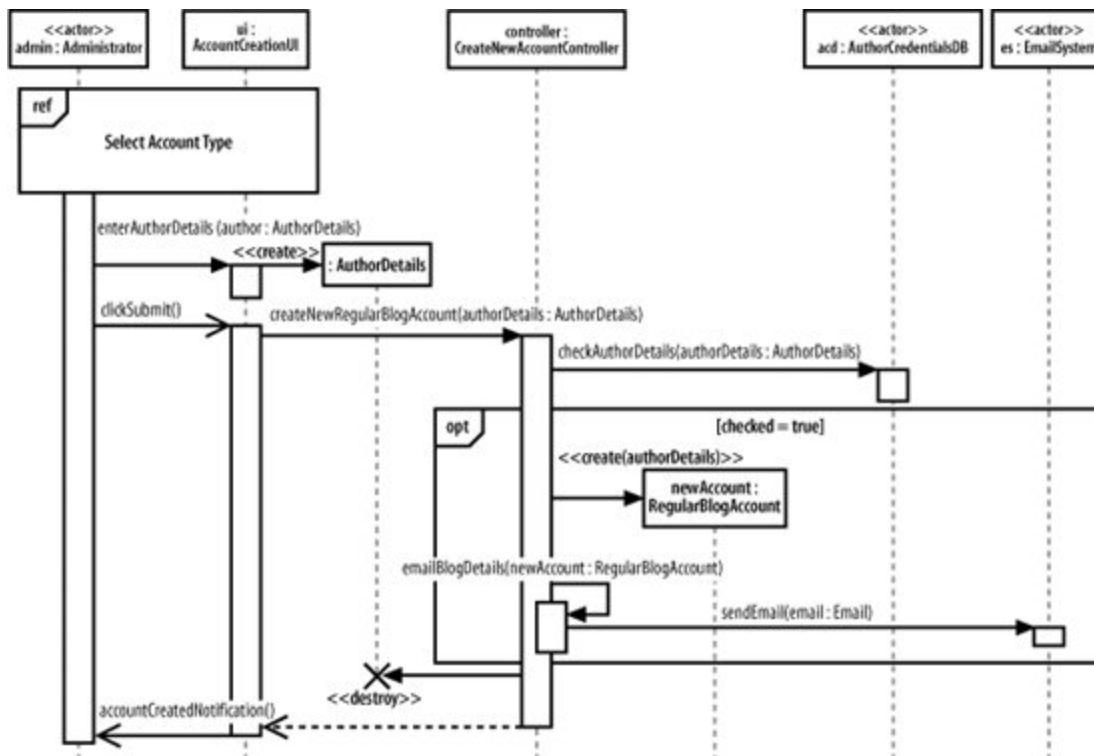 <<actor>>
admin : Administrator
ui :
AccountCreationUI
controller :
CreateNewAccountController
<<actor>>
acd : AuthorCredentialsDB
<<actor>>
es : EmailSystem
ref
Select Account Type
enterAuthorDetails (author : AuthorDetails)
<<create>>
: AuthorDetails
clickSubmit()
createNewRegularBlogAccount(authorDetails : AuthorDetails)
checkAuthorDetails(authorDetails : AuthorDetails)
opt
[checked = true]
<<create(authorDetails)>>
newAccount :
RegularBlogAccount
emailBlogDetails(newAccount : RegularBlogAccount)
sendEmail(email : Email)
<<destroy>>
accountCreatedNotification()